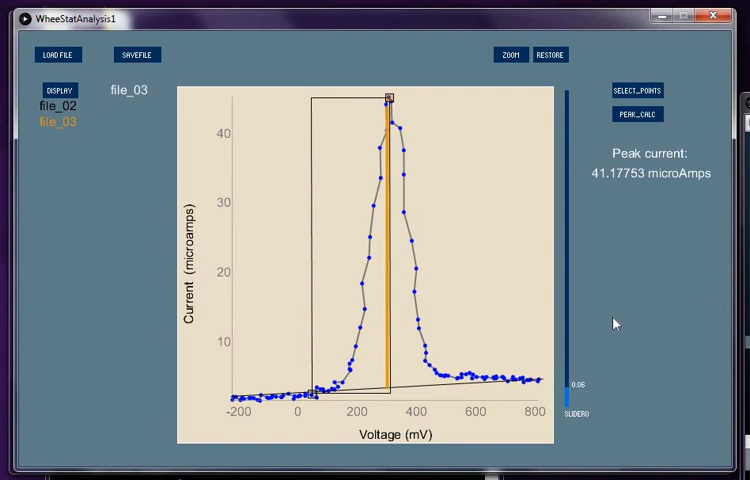 WheeStatAnalysis1
LOAD FILE
SAVEFILE
ZOOM
RESTORE
DISPLAY
file_03
file_02
file_03
SELECT_POINTS
PEAK_CALC
Peak current:
41.17753 microAmps
40
30
20
10
Current (microamps)
-200
0
200
400
600
800
Voltage (mV)
0.06
SLIDER0